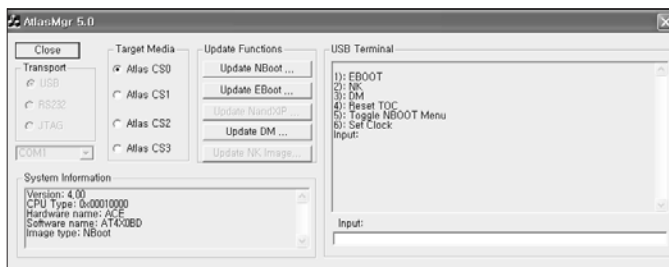 AtlasMgr 5.0
Close
Transport
USB
RS232
JTAG
COM1
Target Media
Atlas CS0
Atlas CS1
Atlas CS2
Atlas CS3
Update Functions
Update NBoot ...
Update EBoot ...
Update NandXIP ...
Update DM ...
Update NK Image...
System Information
Version: 4,00
CPU Type: 0x00010000
Hardware name: ACE
Software name: AT4X0BD
Image type: NBoot
USB Terminal
1): EBOOT
2): NK
3): DM
4): Reset TOC
5): Toggle NBOOT Menu
6): Set Clock
Input:
Input: